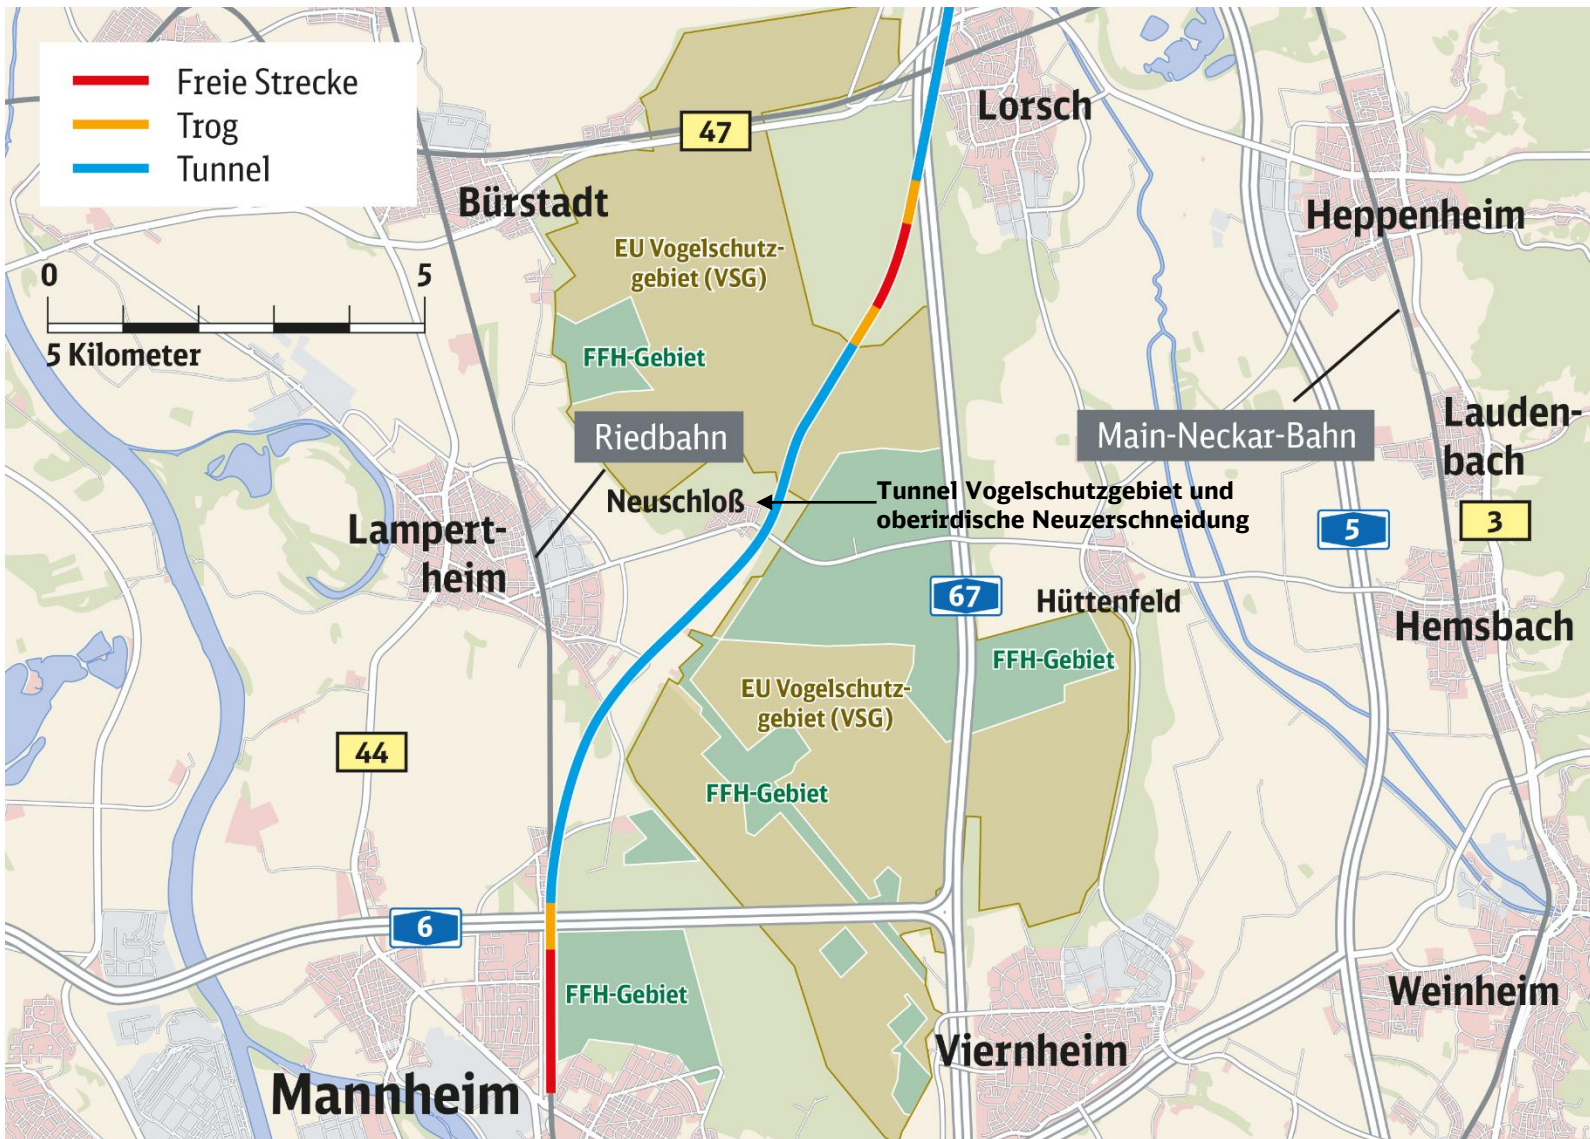 Freie Strecke
Trog
Tunnel
47
Lorsch
Bürstadt
Heppenheim
EU Vogelschutz-
gebiet (VSG)
0
5
5 Kilometer
FFH-Gebiet
Riedbahn
Main-Neckar-Bahn
Lauden-
bach
Neuschloß
Tunnel Vogelschutzgebiet und
oberirdische Neuzerschneidung
Lampert-
heim
5
3
67
Hüttenfeld
Hemsbach
FFH-Gebiet
EU Vogelschutz-
gebiet (VSG)
44
FFH-Gebiet
6
FFH-Gebiet
Weinheim
Viernheim
Mannheim